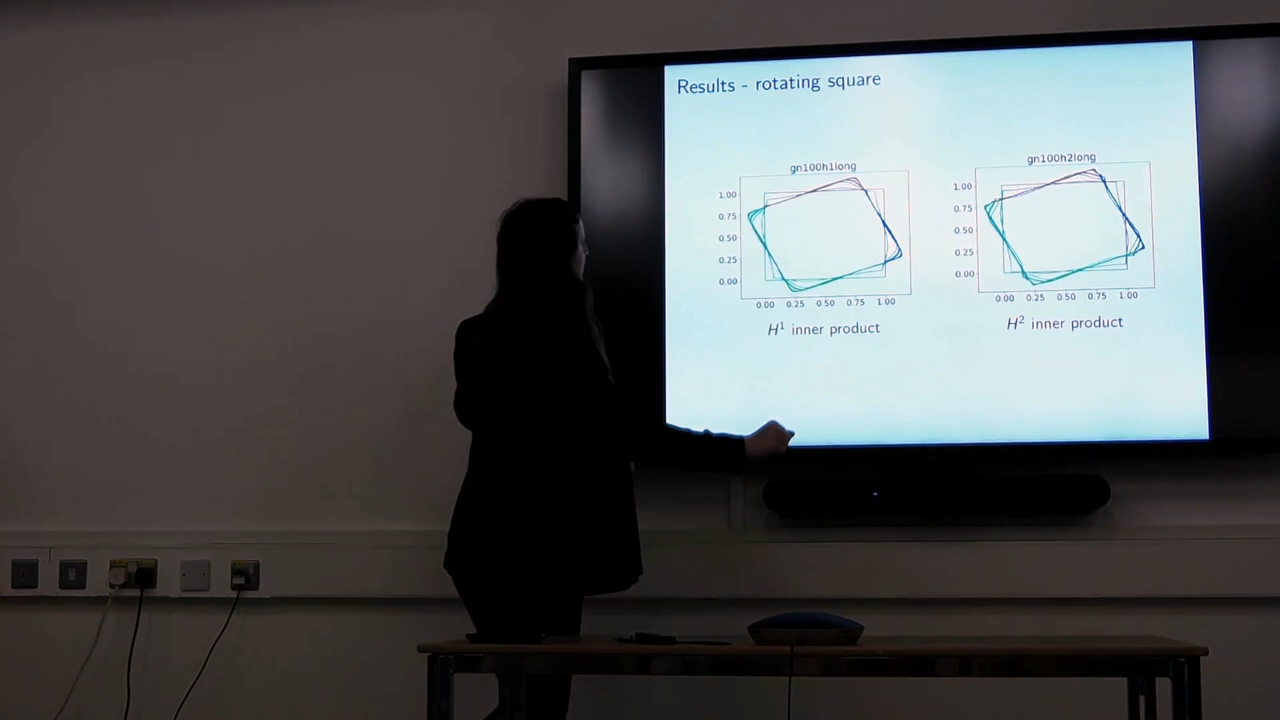 Results - rotating square
gn100h1long
1.00
0.75
0.50
0.25
0.00
0.00 0.25 0.50 0.75 1.00
H¹ inner product
gn100h2long
1.00
0.75
0.50
0.25
0.00
0.00 0.25 0.50 0.75 1.00
H² inner product